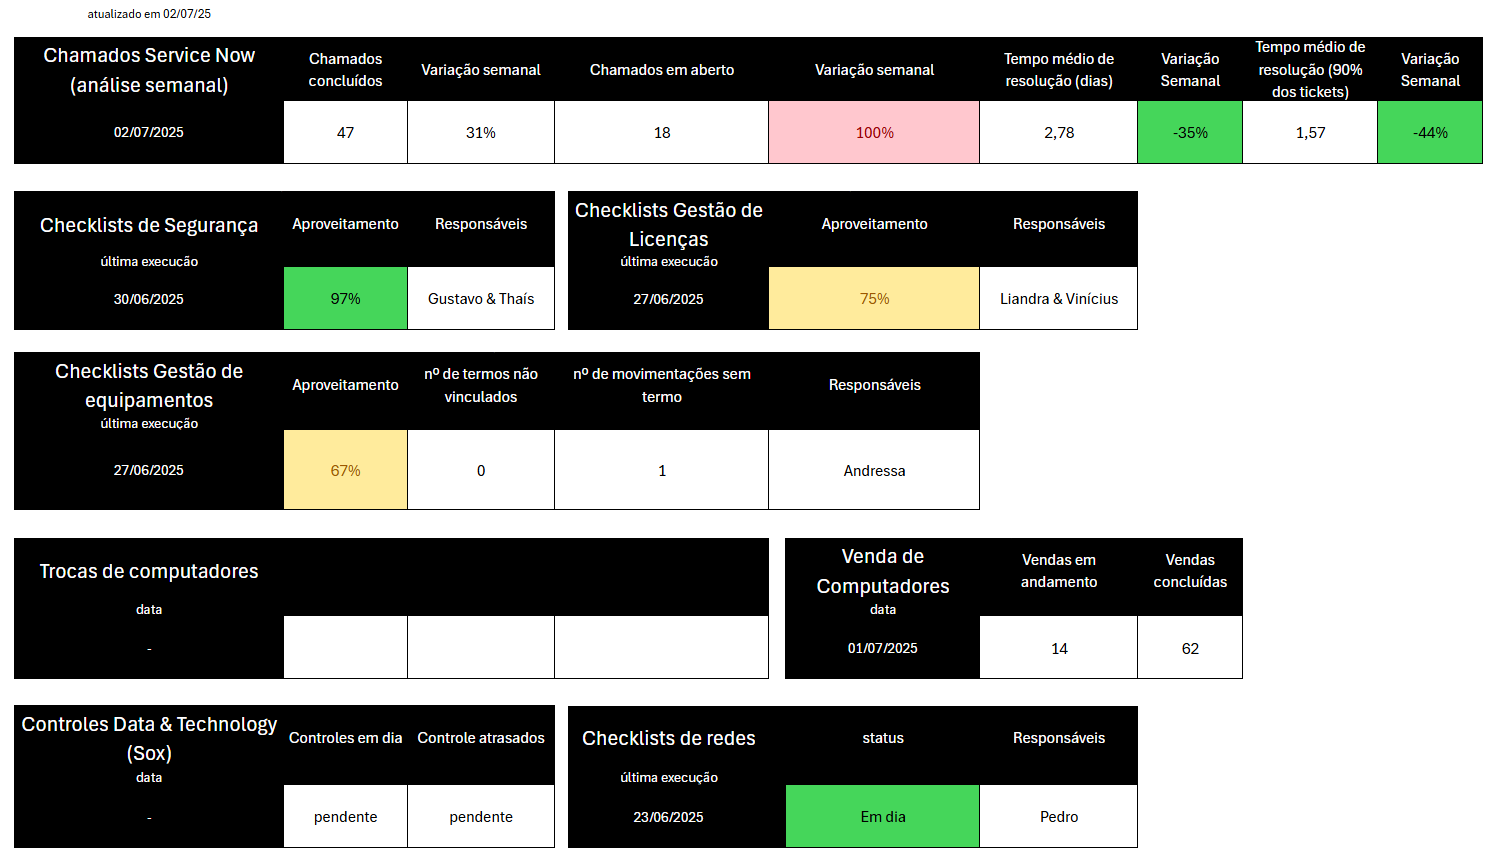 atualizado em 02/07/25
Chamados Service Now
(análise semanal)
Chamados
concluídos
Variação semanal
Chamados em aberto
Variação semanal
Tempo médio de
resolução (dias)
Variação
Semanal
Tempo médio de
resolução (90%
dos tickets)
Variação
Semanal
02/07/2025
47
31%
18
100%
2,78
-35%
1,57
-44%
Checklists de Segurança
última execução
Aproveitamento
Responsáveis
30/06/2025
97%
Gustavo & Thaís
Checklists Gestão de
Licenças
última execução
Aproveitamento
Responsáveis
27/06/2025
75%
Liandra & Vinícius
Checklists Gestão de
equipamentos
última execução
Aproveitamento
nº de termos não
vinculados
nº de movimentações sem
termo
Responsáveis
27/06/2025
67%
0
1
Andressa
Trocas de computadores
data
-
Venda de
Computadores
data
Vendas em
andamento
Vendas
concluídas
01/07/2025
14
62
Controles Data & Technology
(Sox)
data
Controles em dia
Controle atrasados
-
pendente
pendente
Checklists de redes
última execução
status
Responsáveis
23/06/2025
Em dia
Pedro